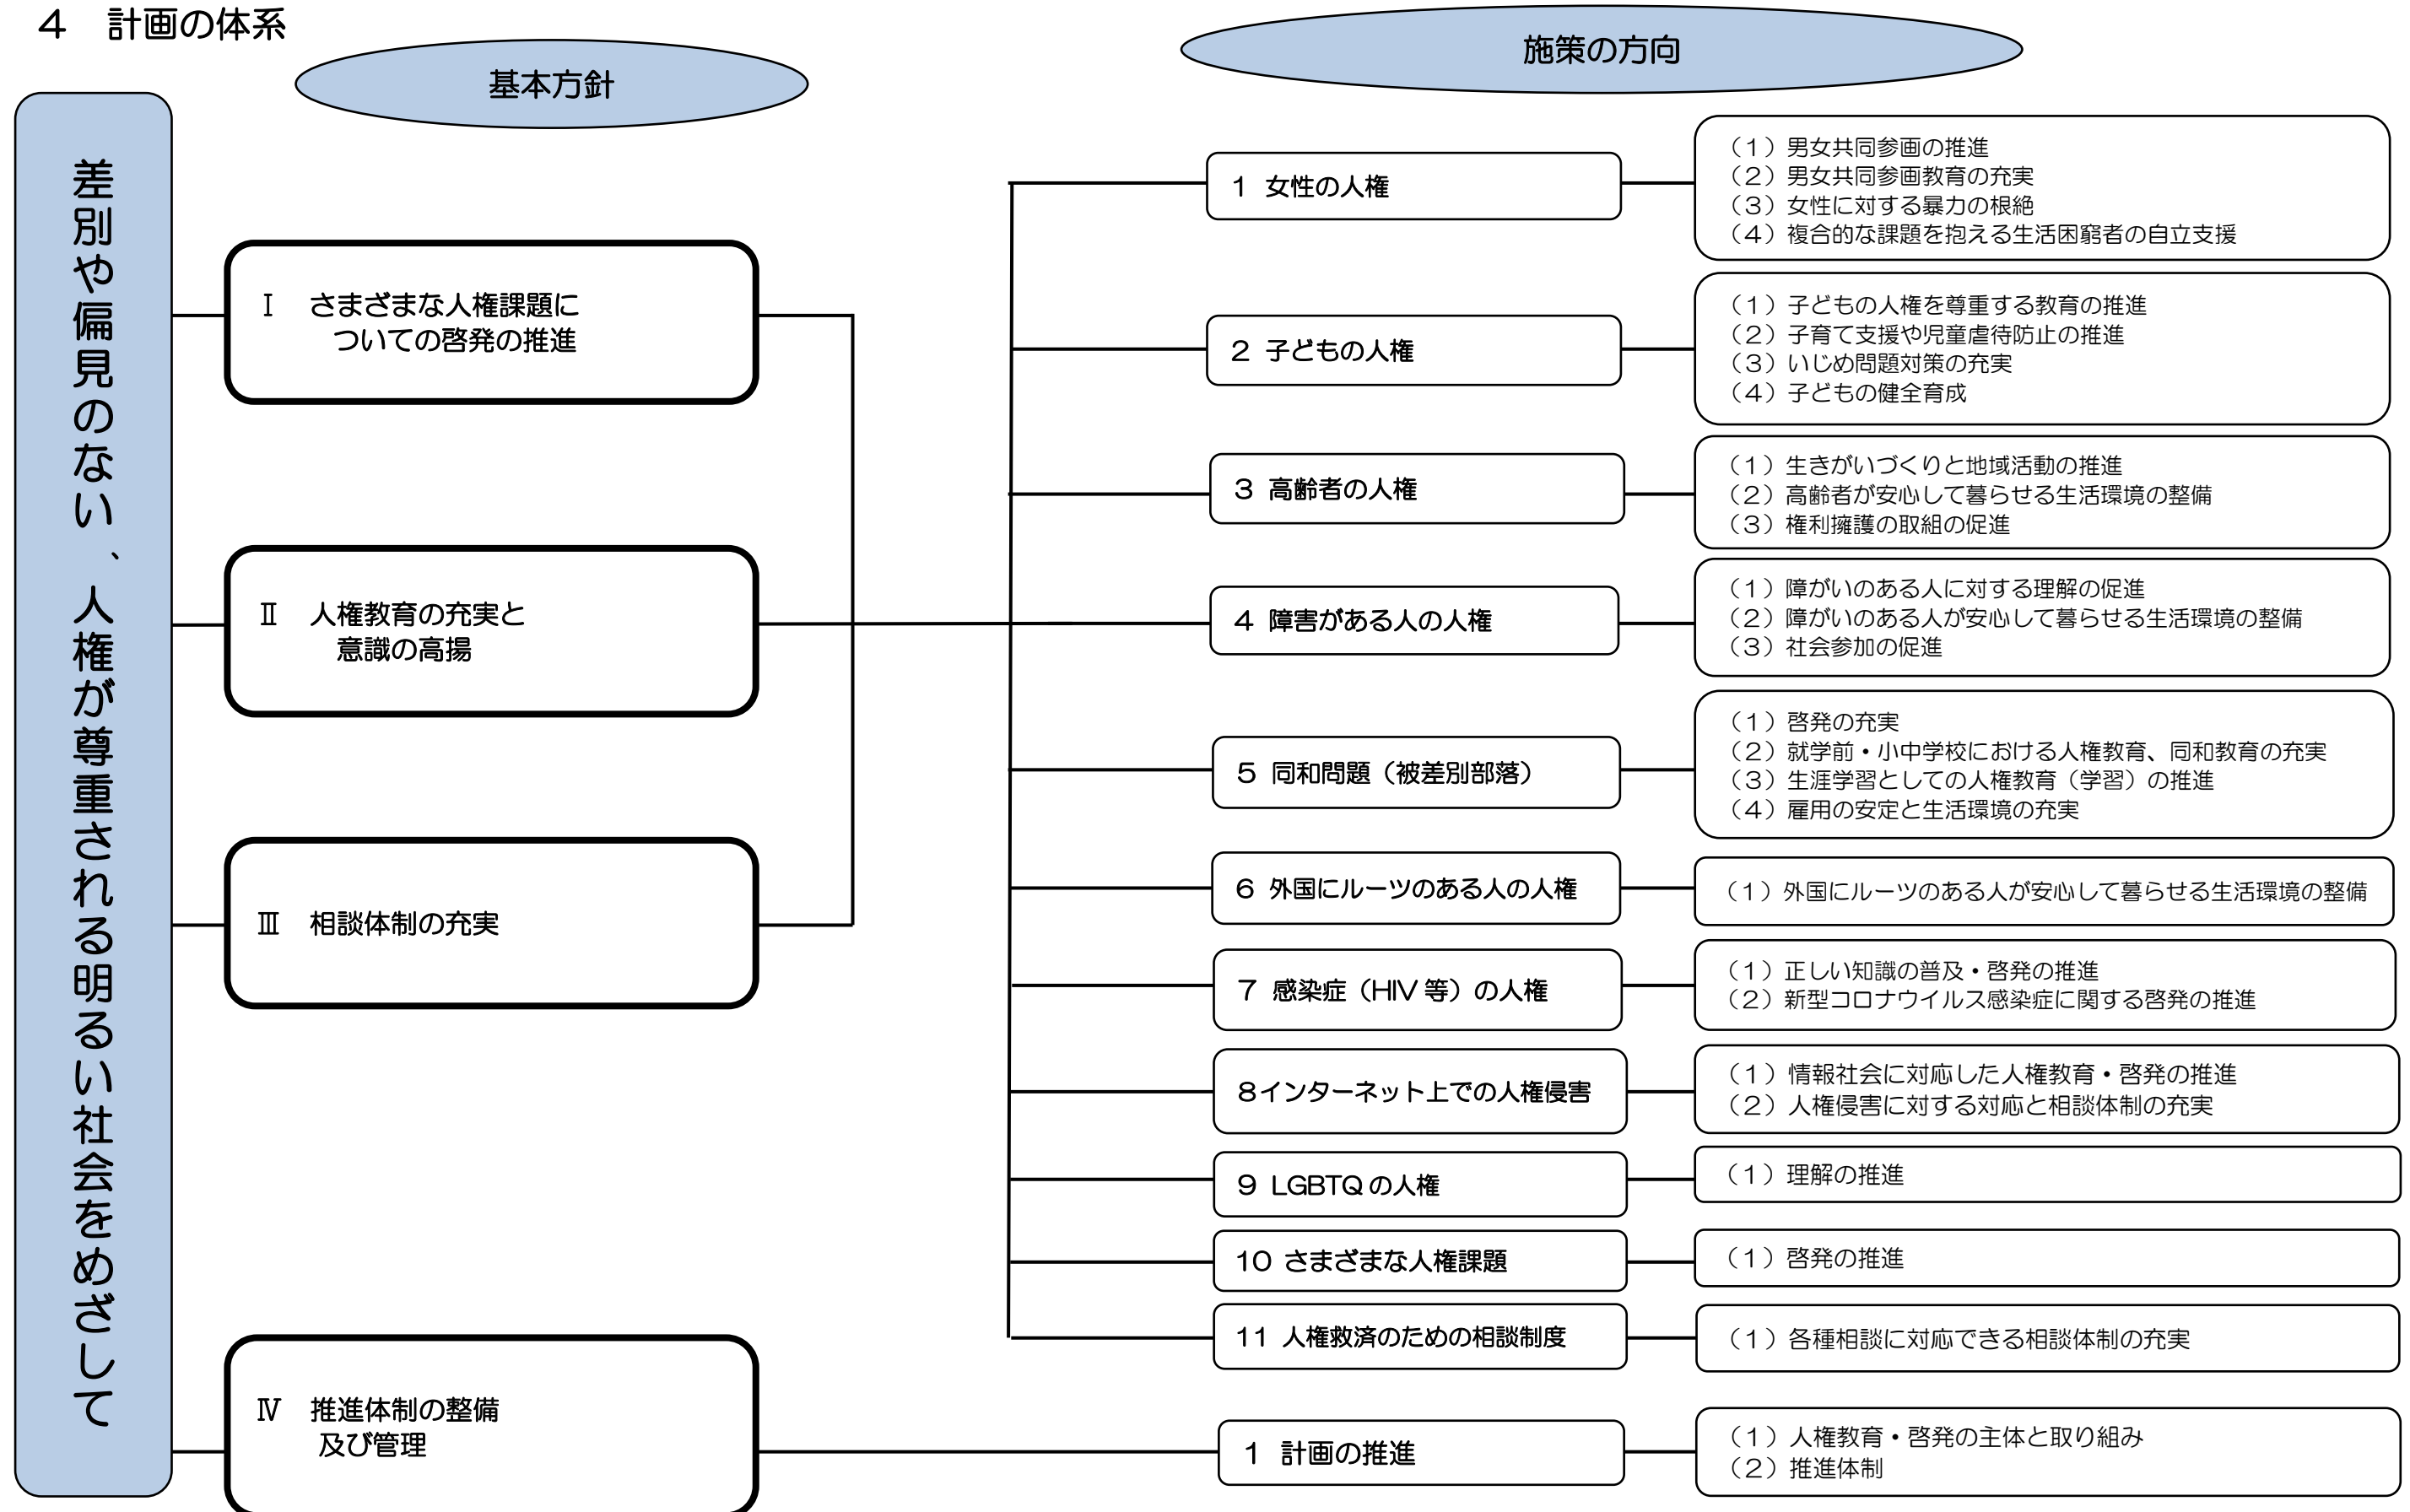 ４　計画の体系
基本方針
施策の方向
差別や偏見のない、人権が尊重される明るい社会をめざして
Ⅰ　さまざまな人権課題に
ついての啓発の推進
Ⅱ　人権教育の充実と
意識の高揚
Ⅲ　相談体制の充実
Ⅳ　推進体制の整備
及び管理
１ 女性の人権
（１）男女共同参画の推進
（２）男女共同参画教育の充実
（３）女性に対する暴力の根絶
（４）複合的な課題を抱える生活困窮者の自立支援
２ 子どもの人権
（１）子どもの人権を尊重する教育の推進
（２）子育て支援や児童虐待防止の推進
（３）いじめ問題対策の充実
（４）子どもの健全育成
３ 高齢者の人権
（１）生きがいづくりと地域活動の推進
（２）高齢者が安心して暮らせる生活環境の整備
（３）権利擁護の取組の促進
４ 障害がある人の人権
（１）障がいのある人に対する理解の促進
（２）障がいのある人が安心して暮らせる生活環境の整備
（３）社会参加の促進
５ 同和問題（被差別部落）
（１）啓発の充実
（２）就学前・小中学校における人権教育、同和教育の充実
（３）生涯学習としての人権教育（学習）の推進
（４）雇用の安定と生活環境の充実
６ 外国にルーツのある人の人権
（１）外国にルーツのある人が安心して暮らせる生活環境の整備
７ 感染症（HIV 等）の人権
（１）正しい知識の普及・啓発の推進
（２）新型コロナウイルス感染症に関する啓発の推進
８インターネット上での人権侵害
（１）情報社会に対応した人権教育・啓発の推進
（２）人権侵害に対する対応と相談体制の充実
９ LGBTQ の人権
（１）理解の推進
10 さまざまな人権課題
（１）啓発の推進
11 人権救済のための相談制度
（１）各種相談に対応できる相談体制の充実
１ 計画の推進
（１）人権教育・啓発の主体と取り組み
（２）推進体制